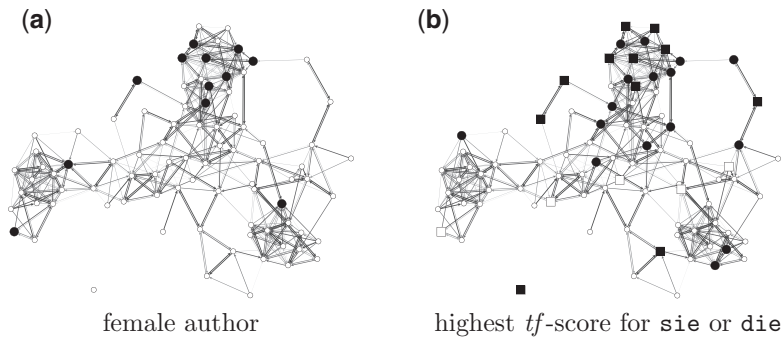 (a)
(b)
female author
highest tf-score for sie or die